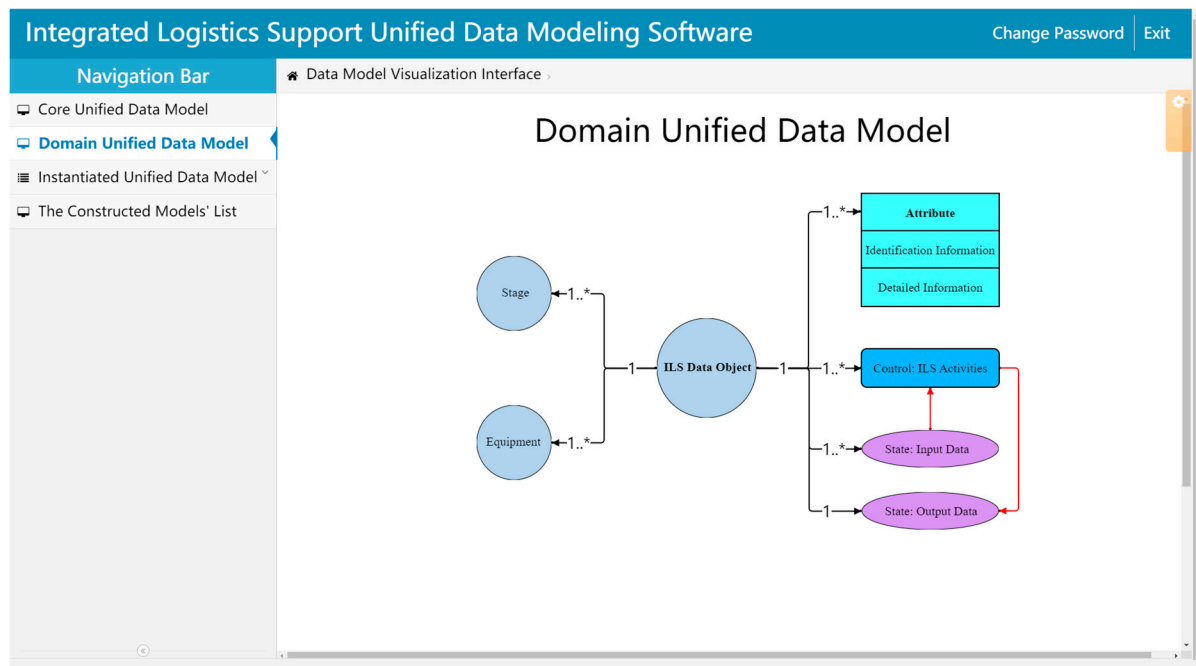 Integrated Logistics Support Unified Data Modeling Software
Change Password
Exit
Navigation Bar
Data Model Visualization Interface
Core Unified Data Model
Domain Unified Data Model
Instantiated Unified Data Model
The Constructed Models' List
Domain Unified Data Model
1..*
Attribute
Identification Information
Detailed Information
Stage
1..*
1
ILS Data Object
1
1..*
Control: ILS Activities
Equipment
1..*
1..*
State: Input Data
1
State: Output Data